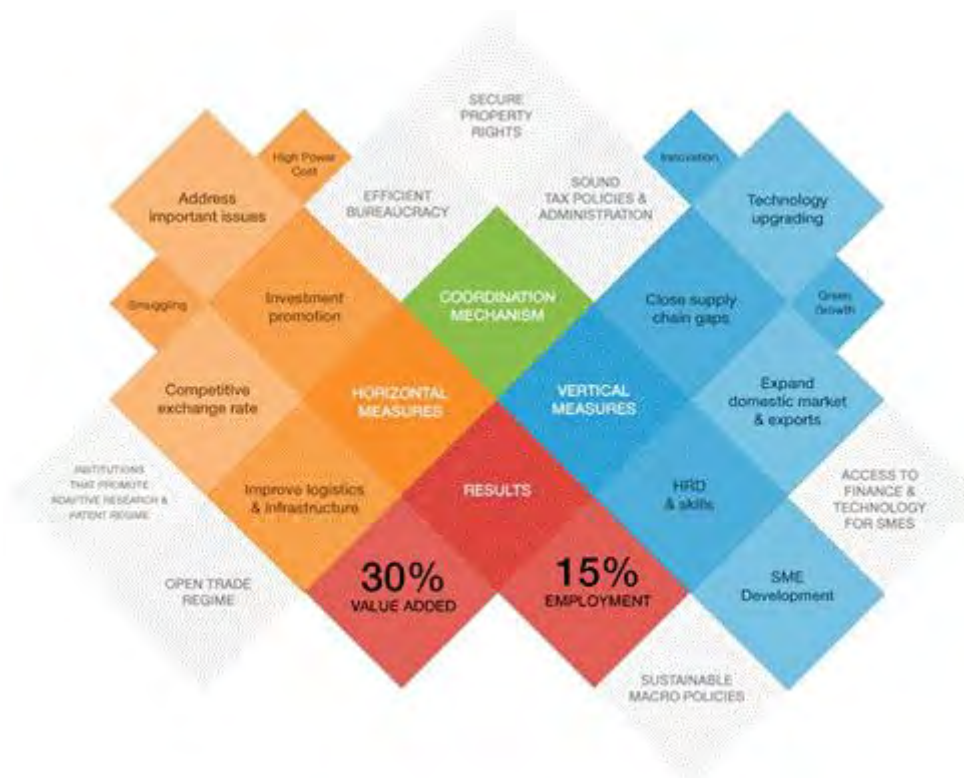 SECURE
PROPERTY
RIGHTS
High Power
Cost
Innovation
Address
important issues
EFFICIENT
BUREAUCRACY
SOUND
TAX POLICIES &
ADMINISTRATION
Technology
upgrading
Smuggling
Investment
promotion
COORDINATION
MECHANISM
Close supply
chain gaps
Green
Growth
Competitive
exchange rate
HORIZONTAL
MEASURES
VERTICAL
MEASURES
Expand
domestic market
& exports
INSTITUTIONS
THAT PROMOTE
ADAPTIVE RESEARCH &
PATENT REGIME
Improve logistics
& infrastructure
RESULTS
HRD
& skills
ACCESS TO
FINANCE &
TECHNOLOGY
FOR SMES
OPEN TRADE
REGIME
30%
VALUE ADDED
15%
EMPLOYMENT
SME
Development
SUSTAINABLE
MACRO POLICIES